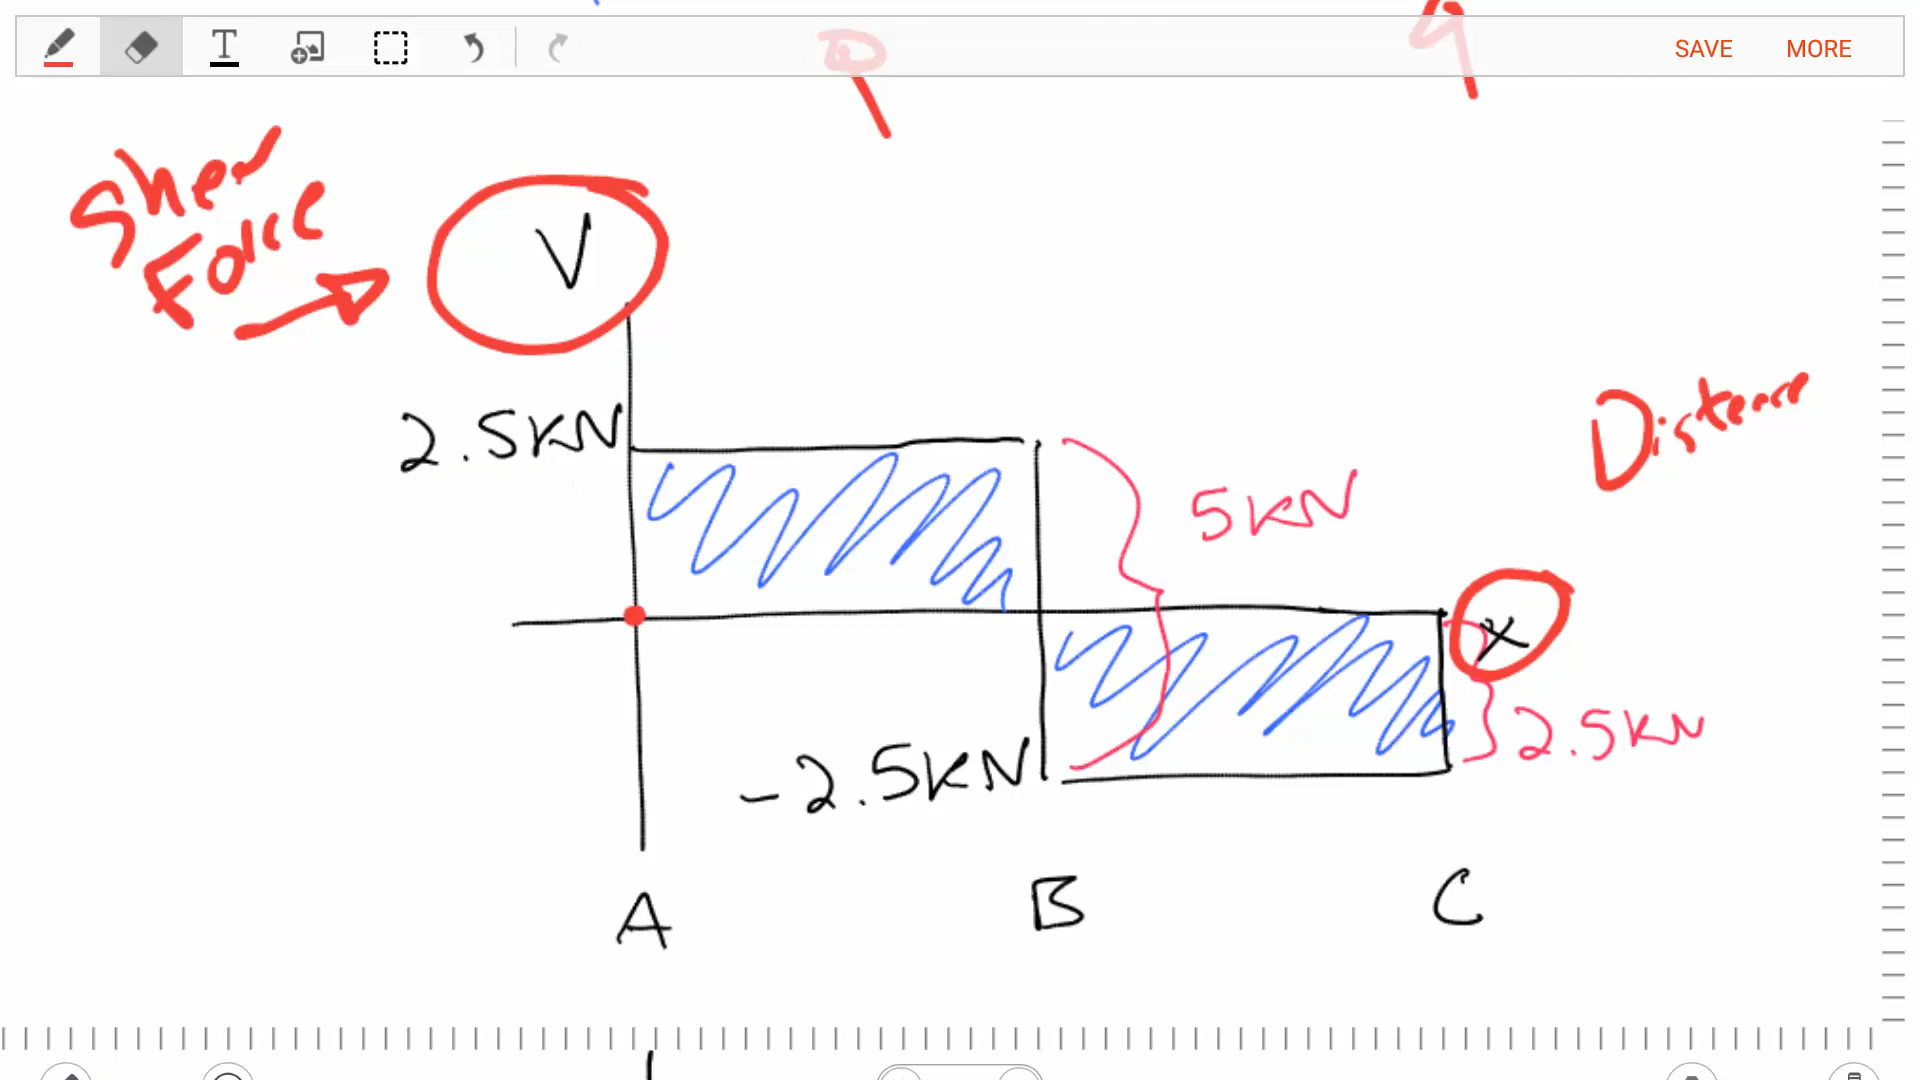 T
SAVE
MORE
Shear
Force
V
2.5KN
Distance
5KN
x
2.5KN
-2.5KN
A
B
C